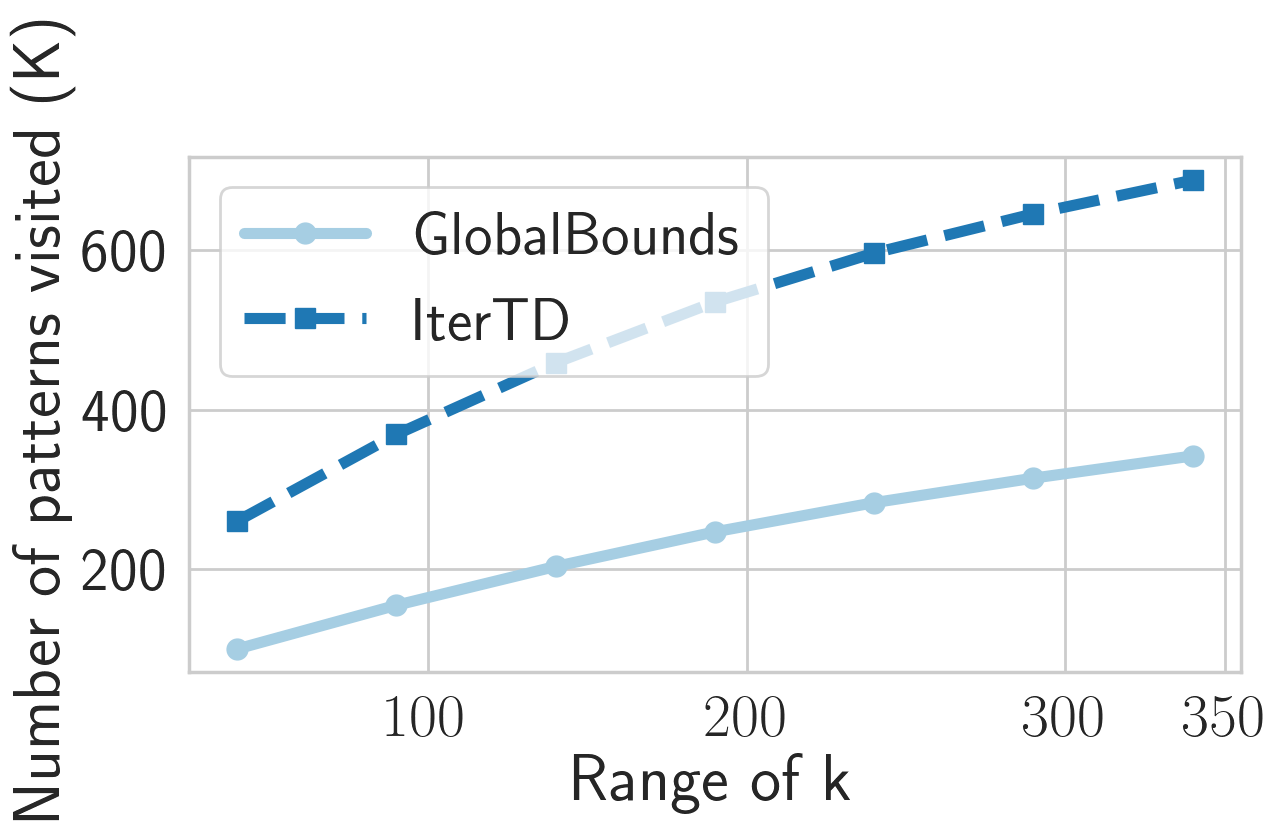 Number of patterns visited (K)
GlobalBounds
IterTD
600
400
200
100 200 300 350
Range of k